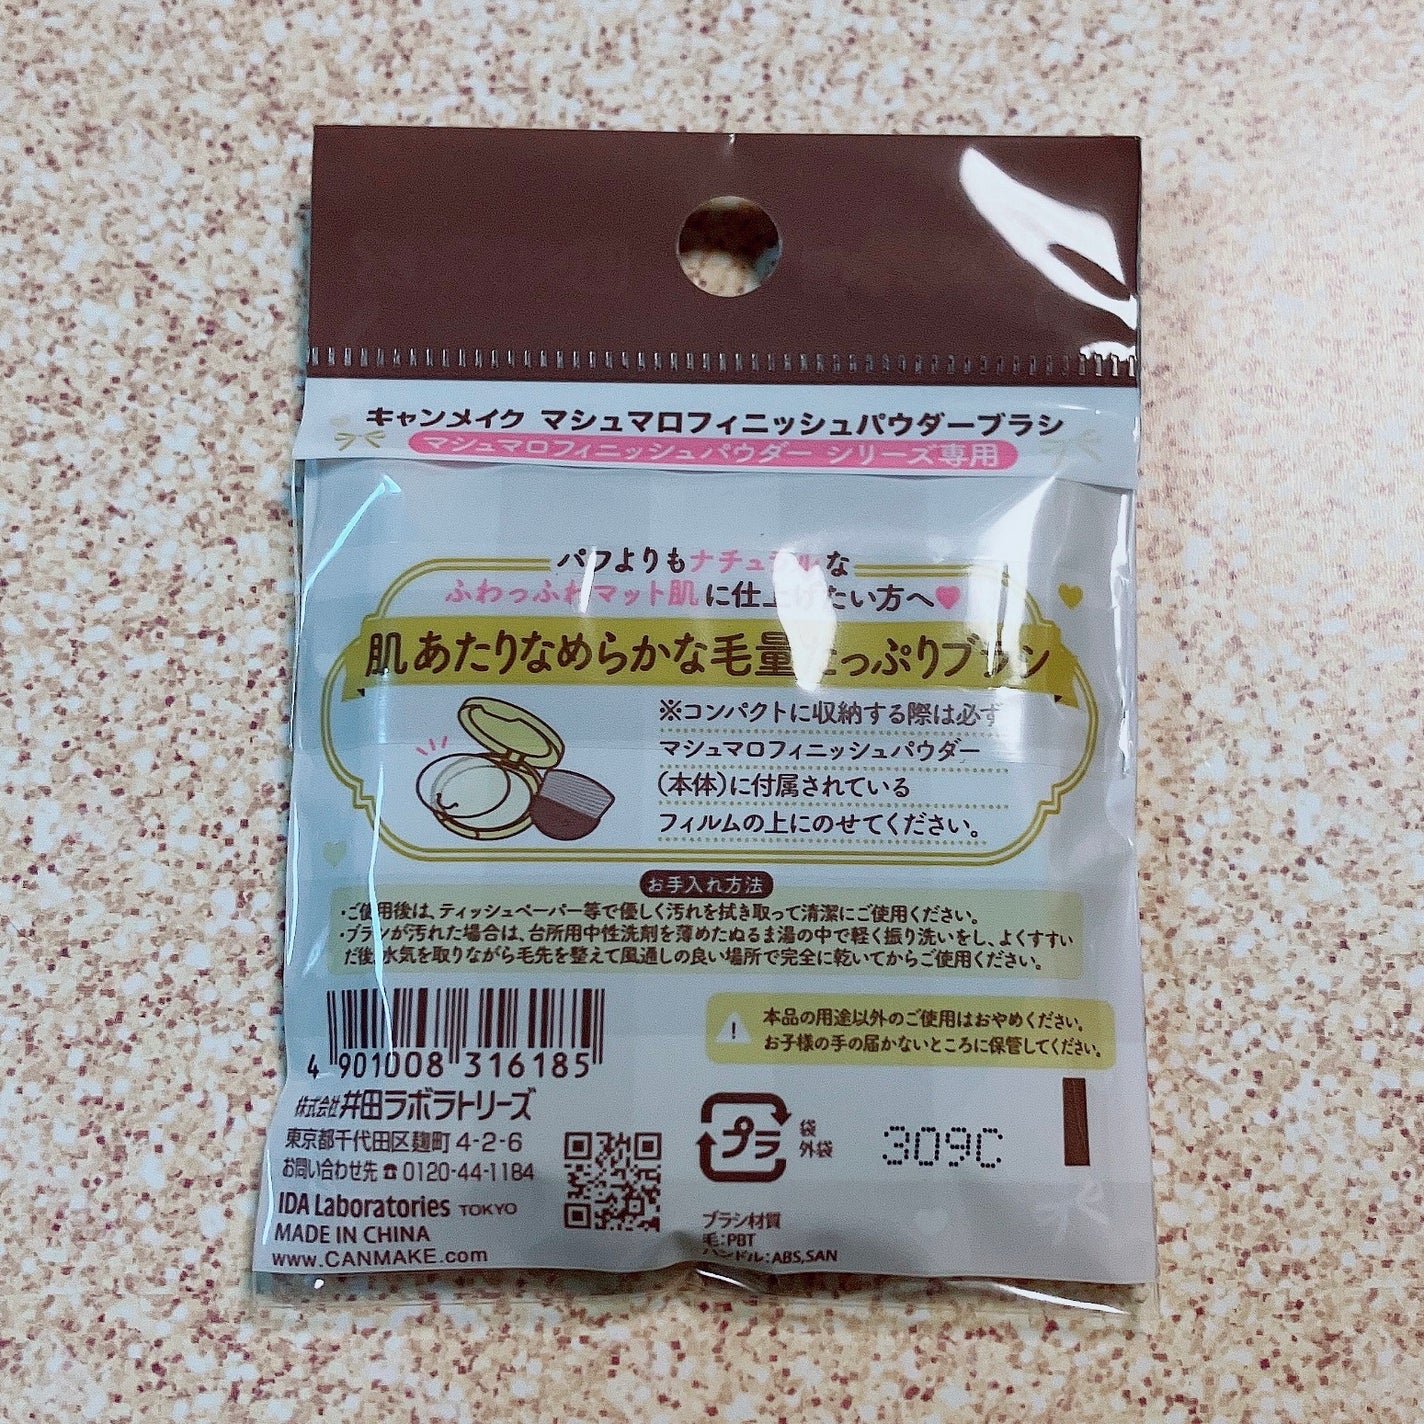 キャンメイク マシュマロフィニッシュパウダーブラシ
マシュマロフィニッシュパウダー シリーズ専用
パフよりもナチュラルな
ふわっふわマット肌に仕上げたい方へ
肌あたりなめらかな毛量たっぷりブラシ
※コンパクトに収納する際は必ず
マシュマロフィニッシュパウダー
(本体)に付属されている
フィルムの上にのせてください。
お手入れ方法
・ご使用後は、ティッシュペーパー等で優しく汚れを拭き取って清潔にご使用ください。
・ブラシが汚れた場合は、台所用中性洗剤を薄めたぬるま湯の中で軽く振り洗いをし、よくすすい
だ後、水気を取りながら毛先を整えて風通しの良い場所で完全に乾いてからご使用ください。
本品の用途以外のご使用はおやめください。
お子様の手の届かないところに保管してください。
4 901008 316185
株式会社 井田ラボラトリーズ
東京都千代田区麹町 4-2-6
お問い合わせ先 ☎ 0120-44-1184
IDA Laboratories TOKYO
MADE IN CHINA
www.CANMAKE.com
プラ 袋
外袋
309C
ブラシ材質
毛:PBT
ハンドル:ABS,SAN